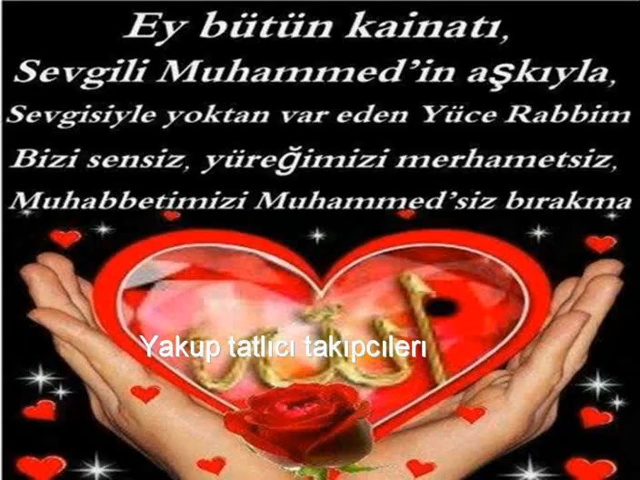 Ey bütün kainatı,
Sevgili Muhammed'in aşkıyla,
Sevgisiyle yoktan var eden Yüce Rabbim
Bizi sensiz, yüreğimizi merhametsiz,
Muhabbetimizi Muhammed'siz bırakma
الله
Yakup tatlıcı takıpcılerı